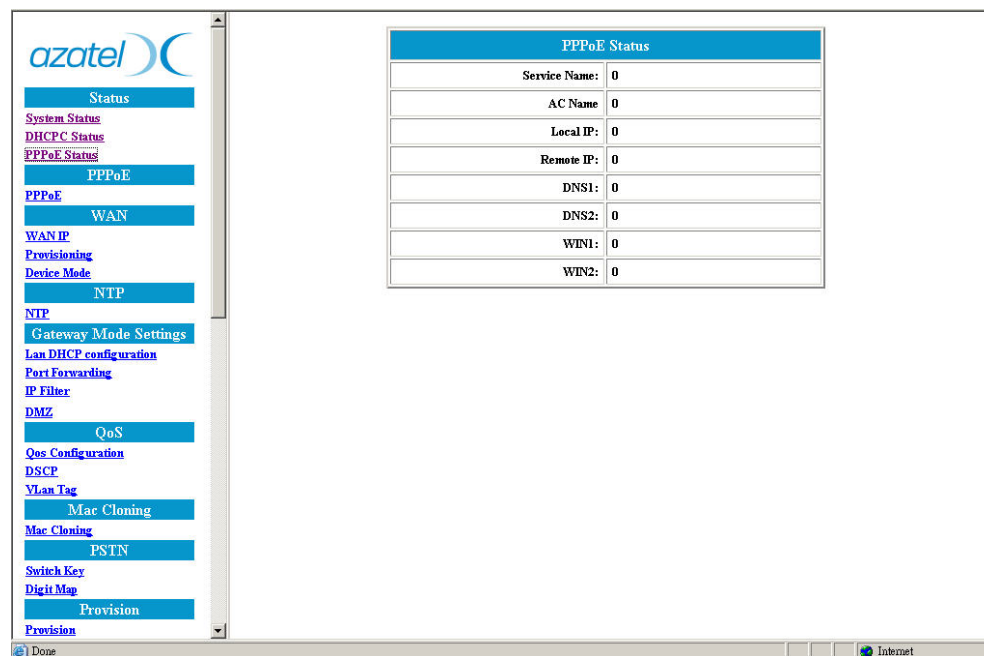 azatel
Status
System Status
DHCPC Status
PPPoE Status
PPPoE
PPPoE
WAN
WAN IP
Provisioning
Device Mode
NTP
NTP
Gateway Mode Settings
Lan DHCP configuration
Port Forwarding
IP Filter
DMZ
QoS
Qos Configuration
DSCP
VLan Tag
Mac Cloning
Mac Cloning
PSTN
Switch Key
Digit Map
Provision
Provision
PPPoE Status
Service Name: 0
AC Name 0
Local IP: 0
Remote IP: 0
DNS1: 0
DNS2: 0
WIN1: 0
WIN2: 0
Done
Internet